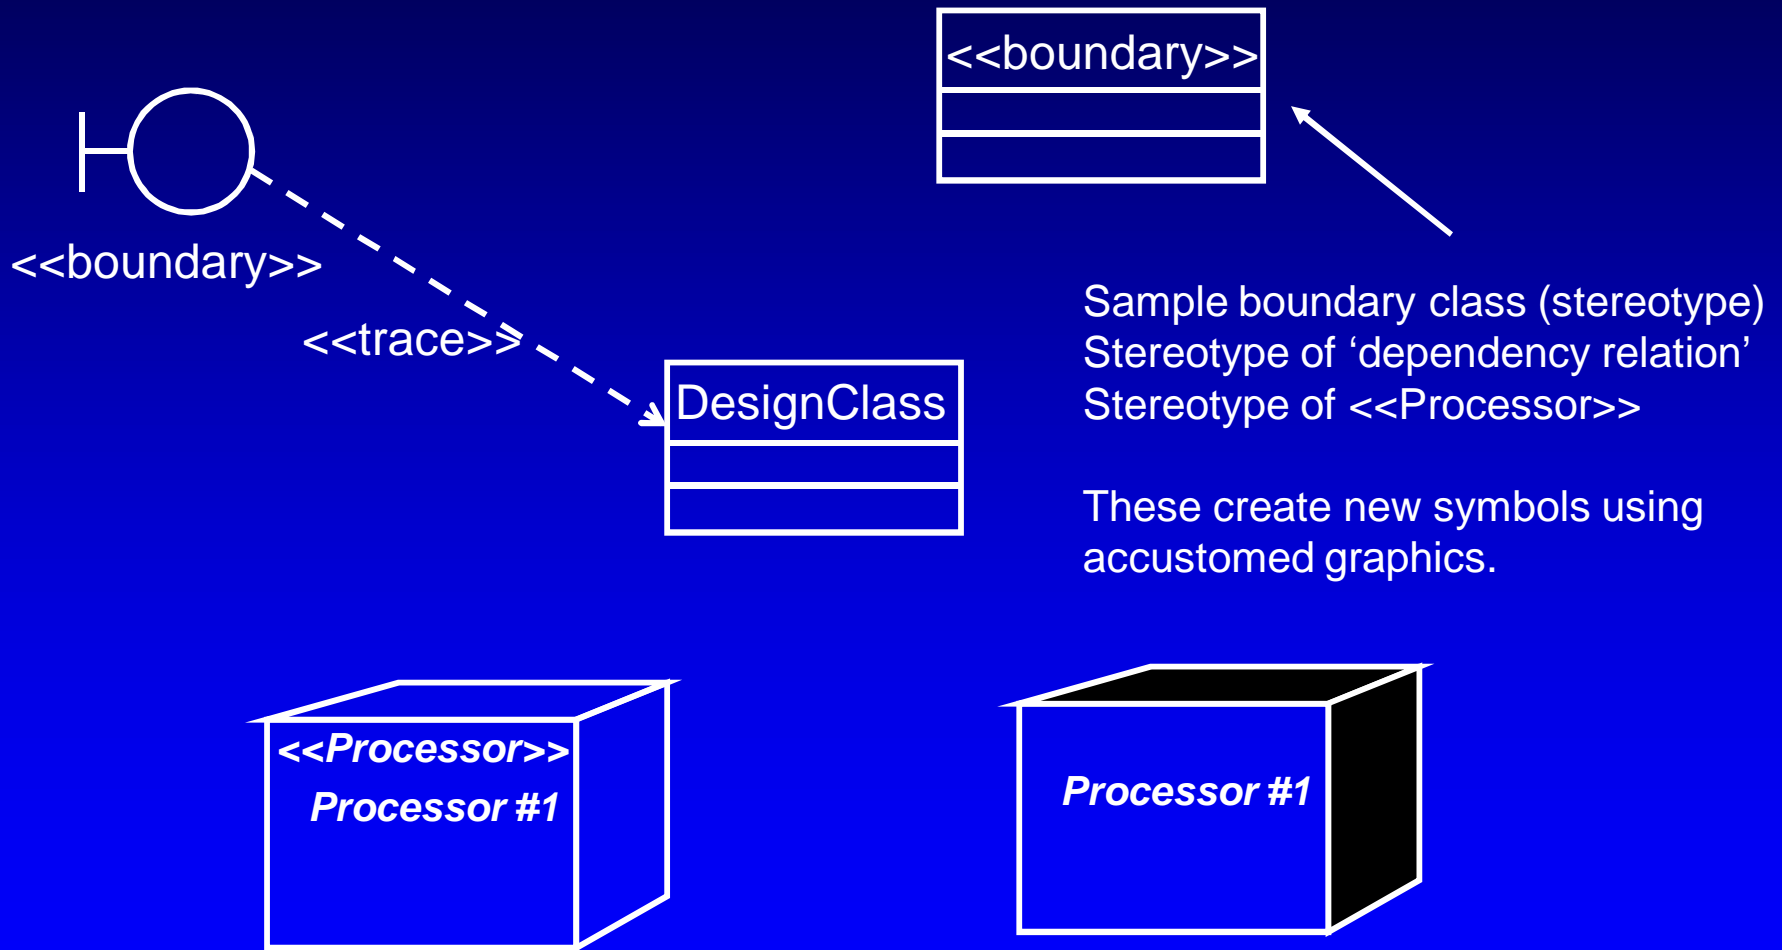 <<boundary>>
<<boundary>>
<<trace>>
DesignClass
Sample boundary class (stereotype)
Stereotype of ‘dependency relation’
Stereotype of <<Processor>>
These create new symbols using
accustomed graphics.
<<Processor>>
Processor #1
Processor #1